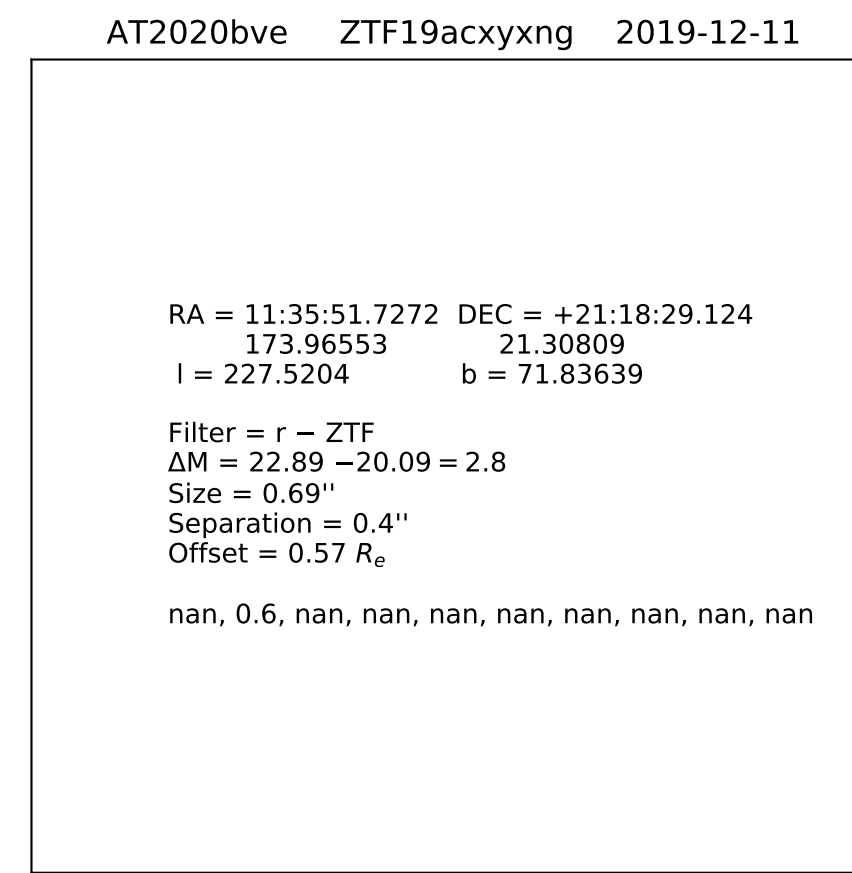 AT2020bve ZTF19acxyxng 2019-12-11
RA = 11:35:51.7272 DEC = +21:18:29.124
173.96553 21.30809
l = 227.5204 b = 71.83639
Filter = r − ZTF
ΔM = 22.89 −20.09 = 2.8
Size = 0.69''
Separation = 0.4''
Offset = 0.57 Re
nan, 0.6, nan, nan, nan, nan, nan, nan, nan, nan